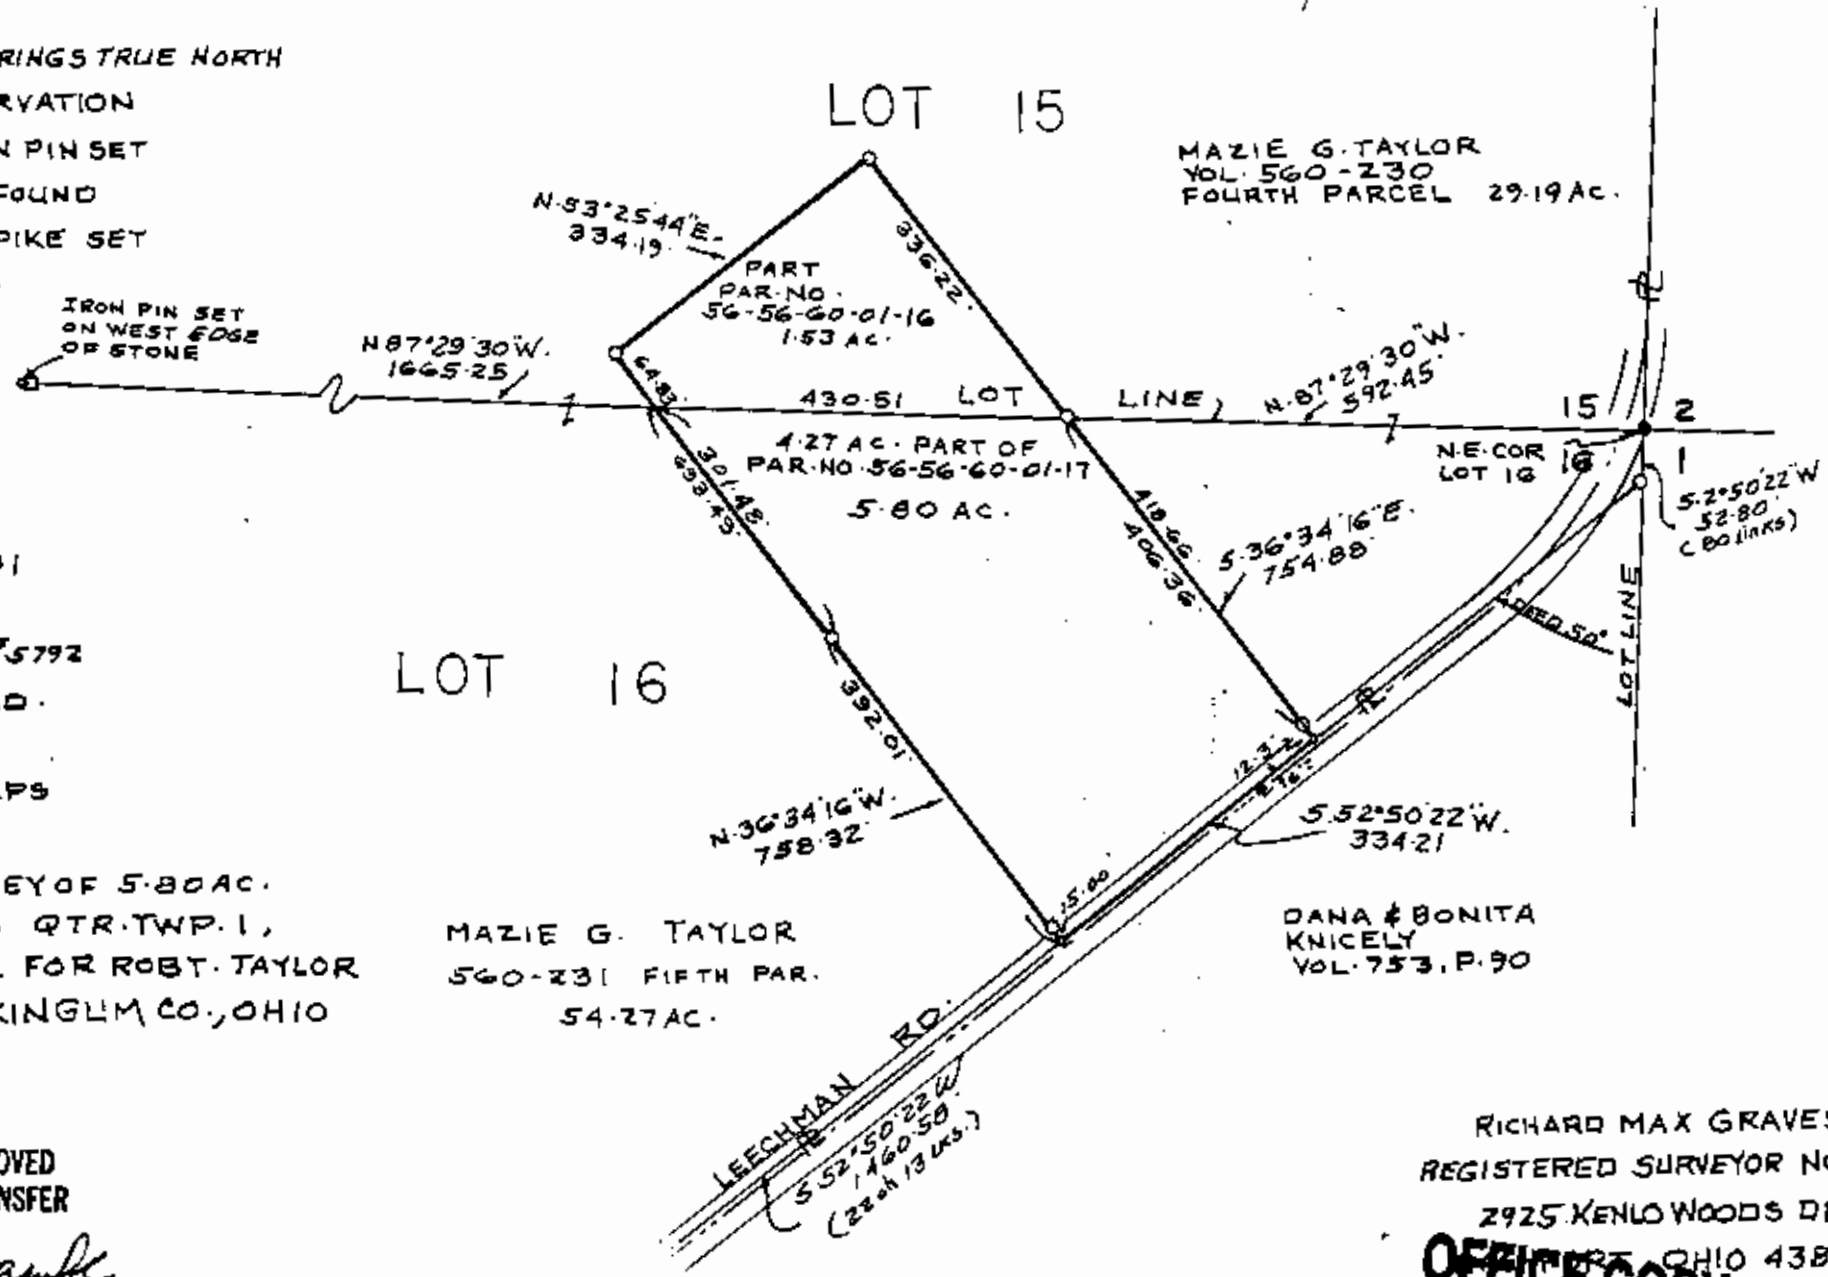 RINGS TRUE NORTH
RVATION
N PIN SET
FOUND
PIKE SET
LOT 15
MAZIE G. TAYLOR
VOL. 560-230
FOURTH PARCEL 29.19 AC.
N.53°25'44"E.
334.19'
PART
PAR. NO.
56-56-60-01-16
1.53 AC.
336.22'
IRON PIN SET
ON WEST EDGE
OF STONE
N 87°29'30"W.
1665.25
64.83'
430.51 LOT LINE
N.87°29'30"W.
592.45'
15 2
N.E. COR
LOT 16
16 1
S.2°50'22"W
52.80'
(80 links)
4.27 AC. PART OF
PAR. NO. 56-56-60-01-17
5.80 AC.
301.48'
693.49'
418.66'
406.36'
S.36°34'16"E.
754.88'
DEED 50'
LOT LINE
5792
D.
LOT 16
392.01'
N.36°34'16"W.
758.32'
12.3
15.00
S.52°50'22"W.
334.21
PS
EY OF 5.80 AC.
QTR. TWP. 1,
FOR ROBT. TAYLOR
KINGUM CO., OHIO
MAZIE G. TAYLOR
560-231 FIFTH PAR.
54.27 AC.
DANA & BONITA
KNICELY
VOL. 753, P. 90
LEECHMAN RD.
S 52°50'22"W
1460.58'
(22 ch 13 LKS.)
OVED
NSFER
RICHARD MAX GRAVES
REGISTERED SURVEYOR NO
2925 KENLO WOODS DR
OHIO 438